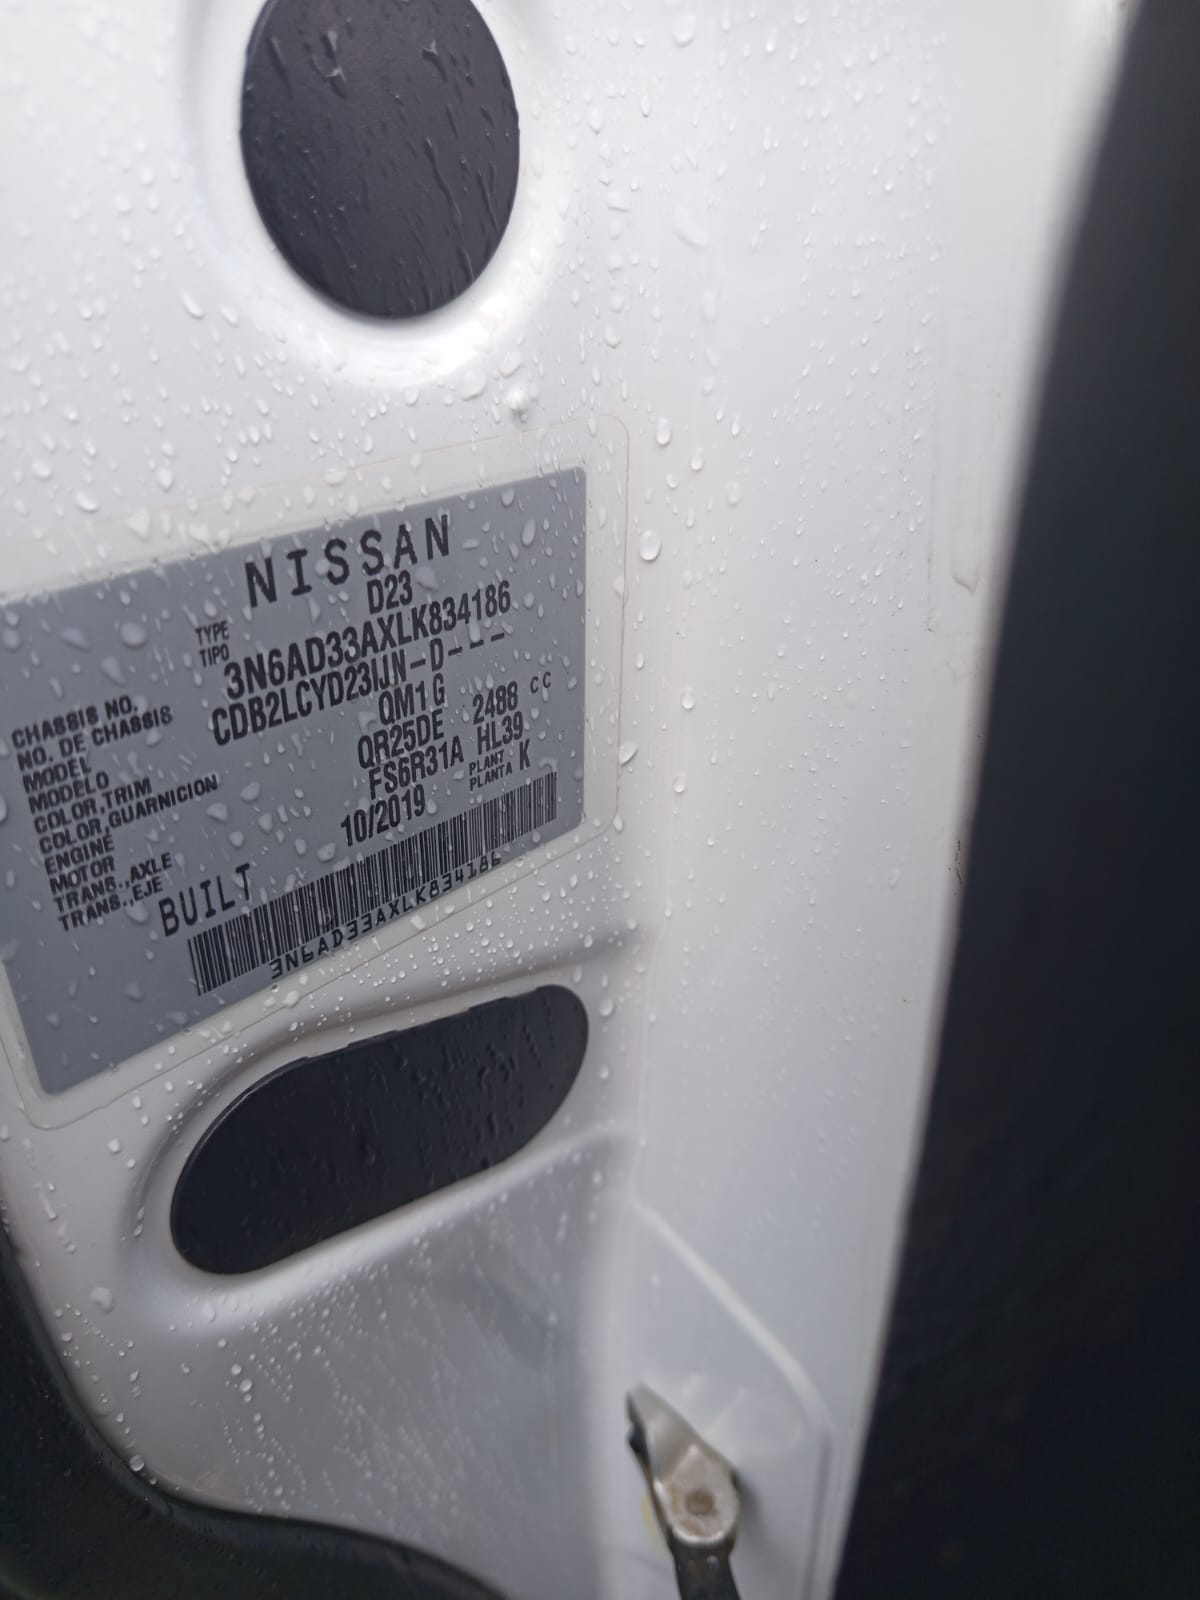 NISSAN
TYPE
TIPO
D23
CHASSIS NO.
NO. DE CHASSIS
3N6AD33AXLK834186
MODEL
MODELO
CDB2LCYD23IJN-D---
COLOR,TRIM
COLOR,GUARNICION
QM1 G
ENGINE
MOTOR
QR25DE 2488 CC
TRANS.,AXLE
TRANS.,EJE
FS6R31A HL39
PLANT
PLANTA K
BUILT 10/2019
3N6AD33AXLK834186